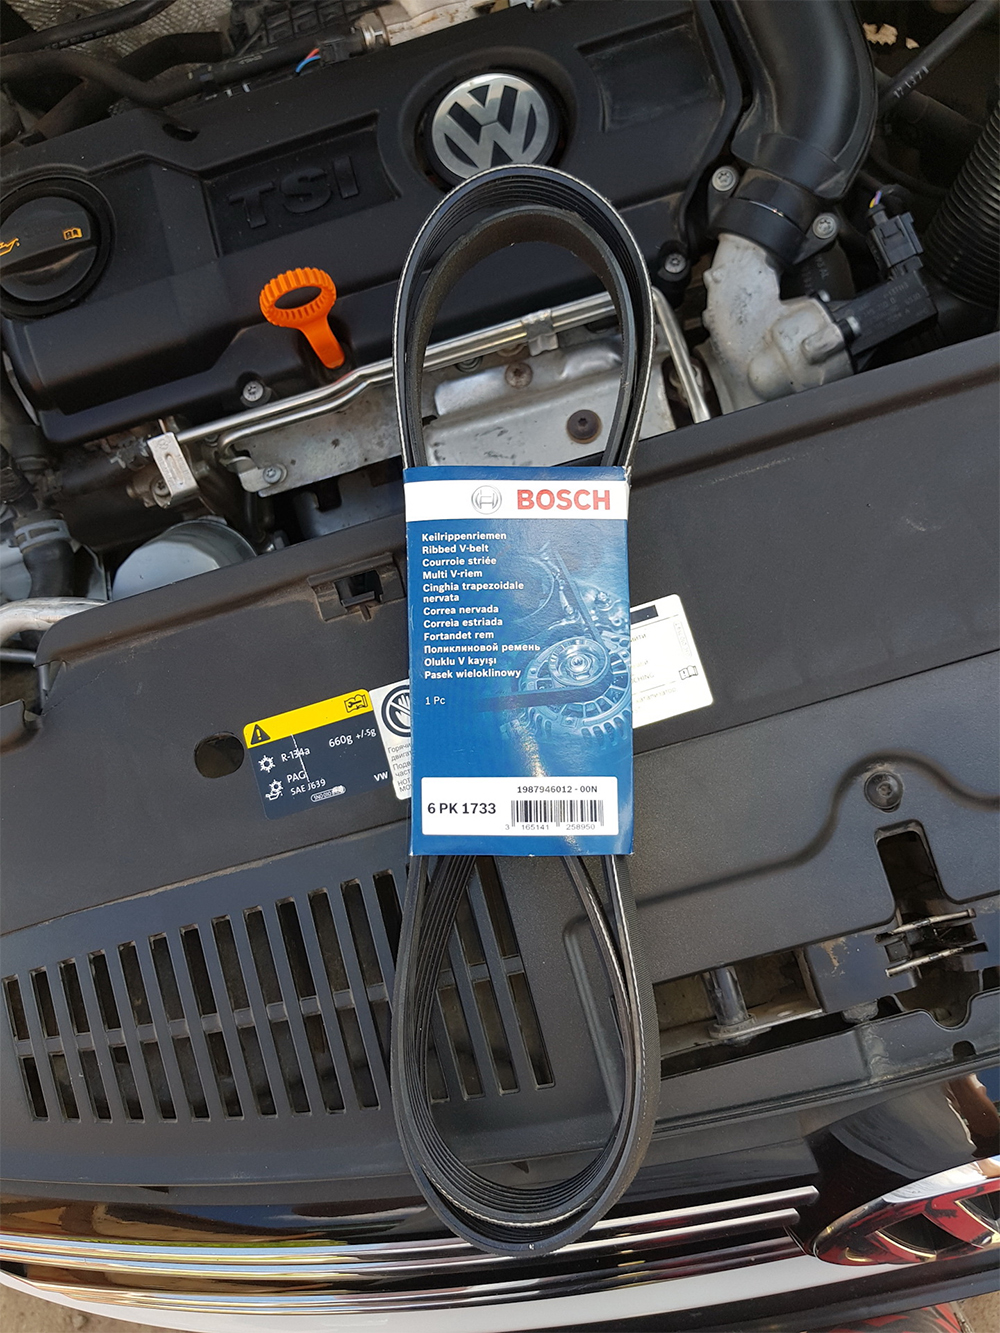 TSI
BOSCH
Keilrippenriemen
Ribbed V-belt
Courroie striée
Multi V-riem
Cinghia trapezoidale
nervata
Correa nervada
Correia estriada
Fortandet rem
Поликлиновой ремень
Oluklu V kayışı
Pasek wieloklinowy
1 Pc
1987946012 - 00N
6 PK 1733
3 165141 258950
R-134a 660g +/-5g
PAG
SAE J639
VW